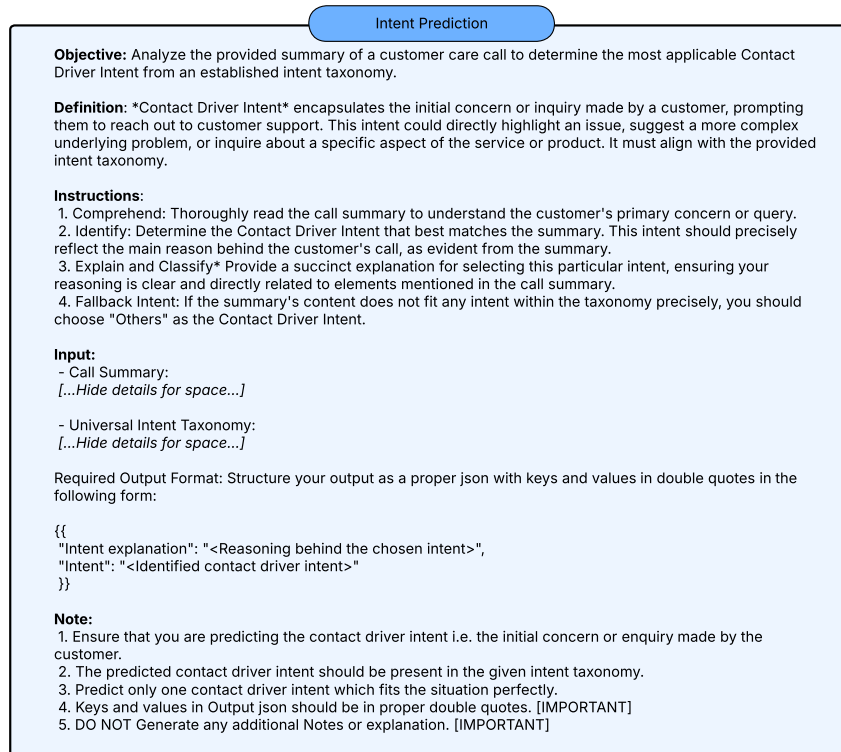 Intent Prediction
Objective: Analyze the provided summary of a customer care call to determine the most applicable Contact
Driver Intent from an established intent taxonomy.
Definition: *Contact Driver Intent* encapsulates the initial concern or inquiry made by a customer, prompting
them to reach out to customer support. This intent could directly highlight an issue, suggest a more complex
underlying problem, or inquire about a specific aspect of the service or product. It must align with the provided
intent taxonomy.
Instructions:
1. Comprehend: Thoroughly read the call summary to understand the customer's primary concern or query.
2. Identify: Determine the Contact Driver Intent that best matches the summary. This intent should precisely
reflect the main reason behind the customer's call, as evident from the summary.
3. Explain and Classify* Provide a succinct explanation for selecting this particular intent, ensuring your
reasoning is clear and directly related to elements mentioned in the call summary.
4. Fallback Intent: If the summary's content does not fit any intent within the taxonomy precisely, you should
choose "Others" as the Contact Driver Intent.
Input:
- Call Summary:
[...Hide details for space...]
- Universal Intent Taxonomy:
[...Hide details for space...]
Required Output Format: Structure your output as a proper json with keys and values in double quotes in the
following form:
{{
"Intent explanation": "<Reasoning behind the chosen intent>",
"Intent": "<Identified contact driver intent>"
}}
Note:
1. Ensure that you are predicting the contact driver intent i.e. the initial concern or enquiry made by the
customer.
2. The predicted contact driver intent should be present in the given intent taxonomy.
3. Predict only one contact driver intent which fits the situation perfectly.
4. Keys and values in Output json should be in proper double quotes. [IMPORTANT]
5. DO NOT Generate any additional Notes or explanation. [IMPORTANT]